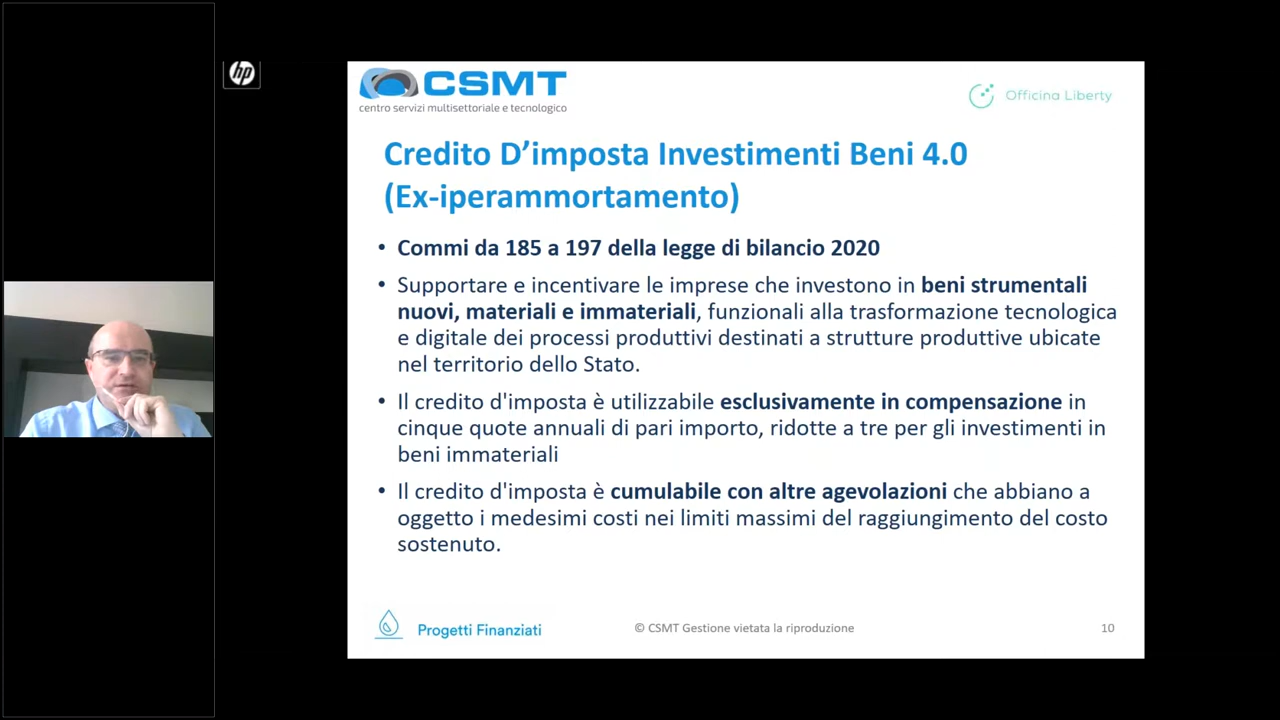 hp
CSMT
centro servizi multisettoriale e tecnologico
Officina Liberty
Credito D’imposta Investimenti Beni 4.0
(Ex-iperammortamento)
• Commi da 185 a 197 della legge di bilancio 2020
• Supportare e incentivare le imprese che investono in beni strumentali
nuovi, materiali e immateriali, funzionali alla trasformazione tecnologica
e digitale dei processi produttivi destinati a strutture produttive ubicate
nel territorio dello Stato.
• Il credito d'imposta è utilizzabile esclusivamente in compensazione in
cinque quote annuali di pari importo, ridotte a tre per gli investimenti in
beni immateriali
• Il credito d'imposta è cumulabile con altre agevolazioni che abbiano a
oggetto i medesimi costi nei limiti massimi del raggiungimento del costo
sostenuto.
Progetti Finanziati
© CSMT Gestione vietata la riproduzione
10